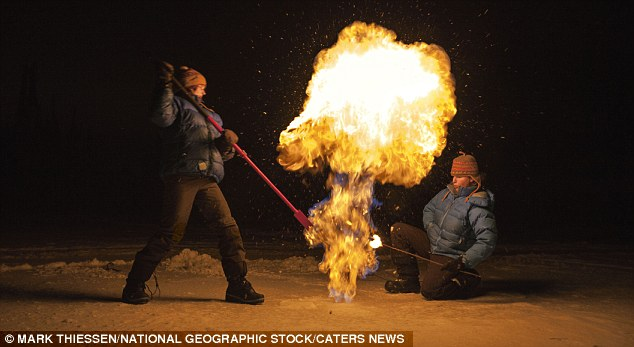 © MARK THIESSEN/NATIONAL GEOGRAPHIC STOCK/CATERS NEWS